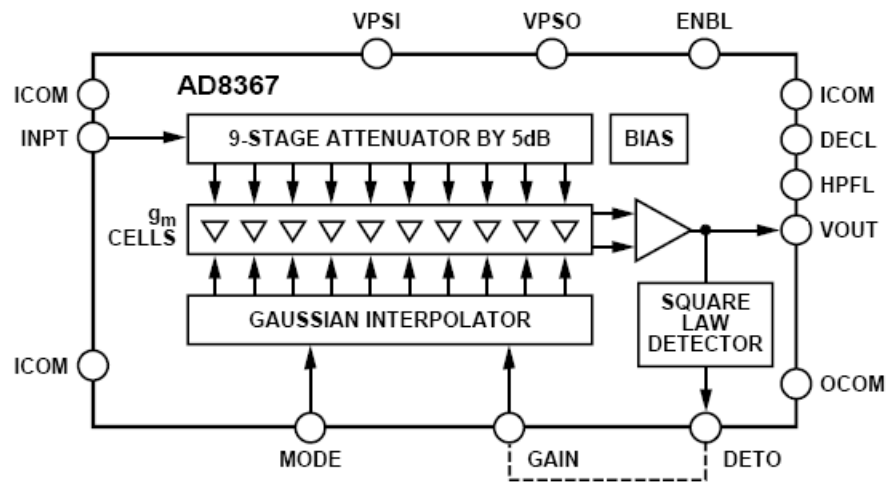 VPSI VPSO ENBL
ICOM AD8367 ICOM
INPT 9-STAGE ATTENUATOR BY 5dB BIAS DECL
HPFL
gm
CELLS
VOUT
GAUSSIAN INTERPOLATOR
SQUARE
LAW
DETECTOR
ICOM OCOM
MODE GAIN DETO